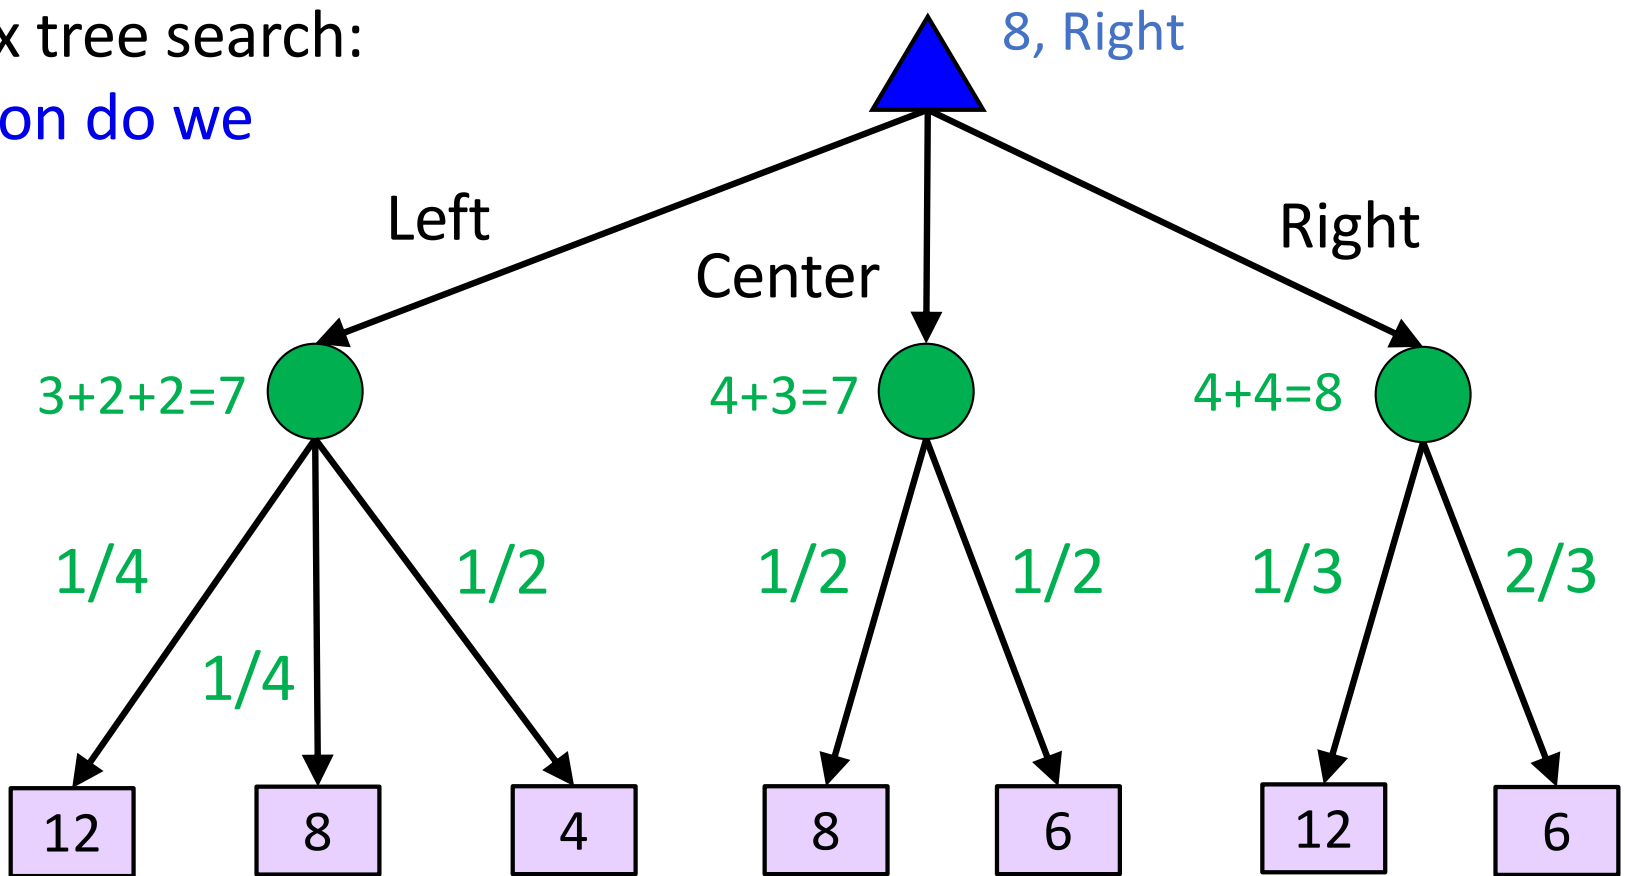 x tree search:
on do we
8, Right
Left
Center
Right
3+2+2=7
4+3=7
4+4=8
1/4
1/4
1/2
1/2
1/2
1/3
2/3
12
8
4
8
6
12
6